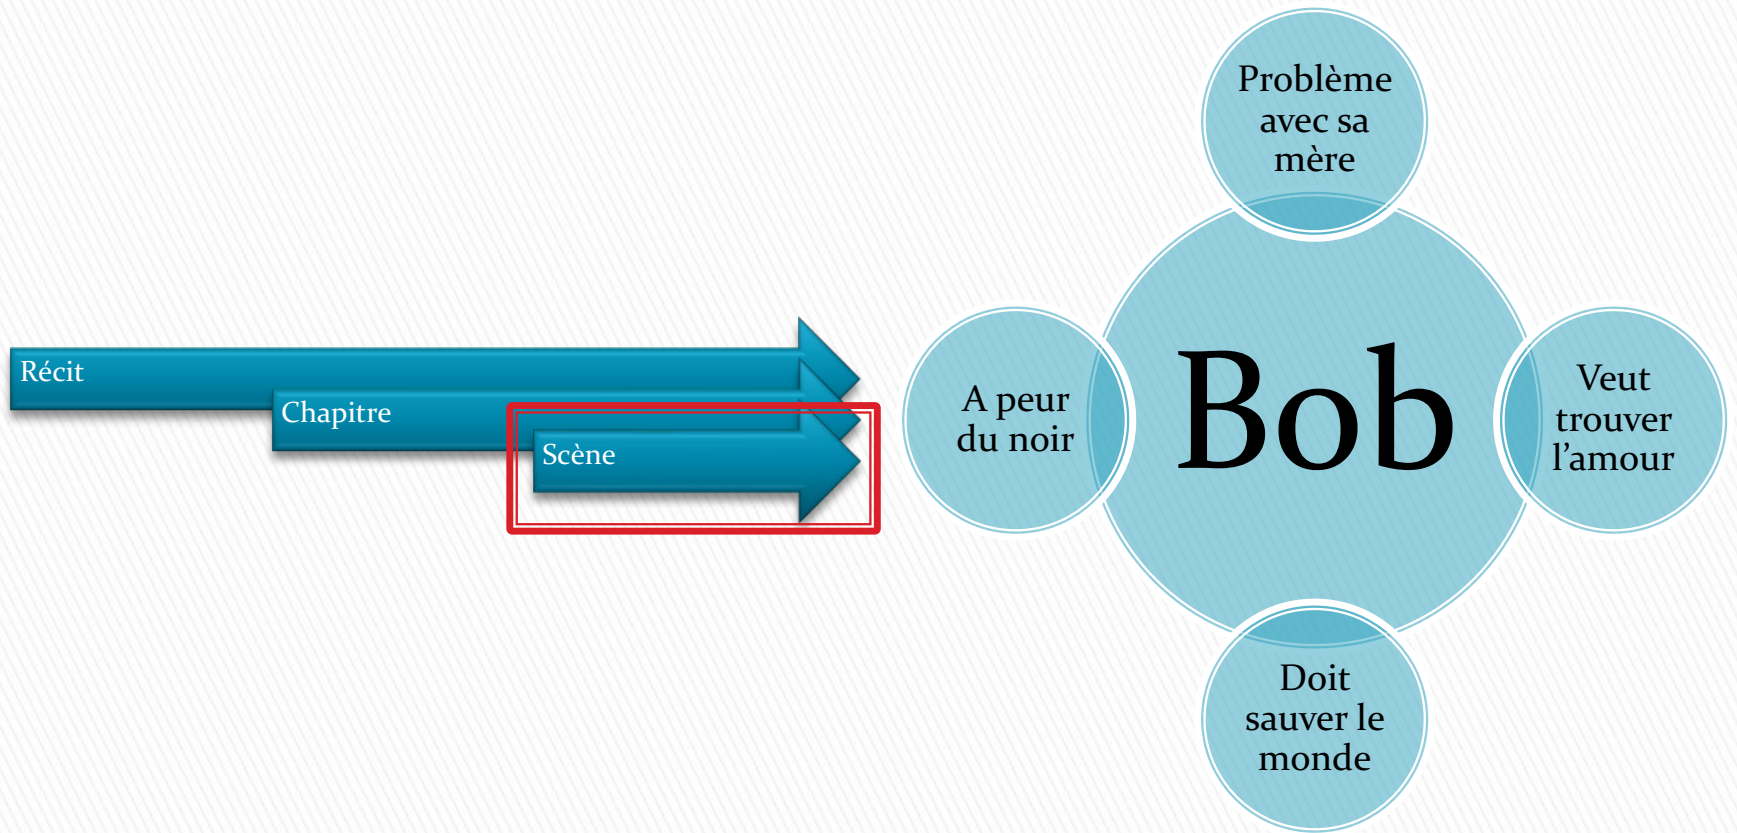 Récit
Chapitre
Scène
Problème
avec sa
mère
A peur
du noir
Bob
Veut
trouver
l’amour
Doit
sauver le
monde